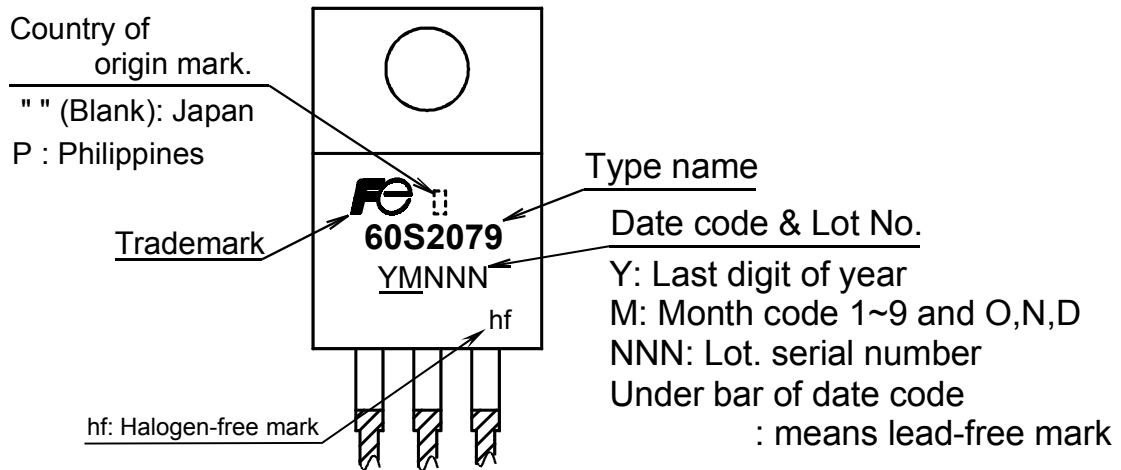 Country of
origin mark.
" " (Blank): Japan
P : Philippines
Trademark
Fe
60S2079
YMNNN
hf
hf: Halogen-free mark
Type name
Date code & Lot No.
Y: Last digit of year
M: Month code 1~9 and O,N,D
NNN: Lot. serial number
Under bar of date code
: means lead-free mark